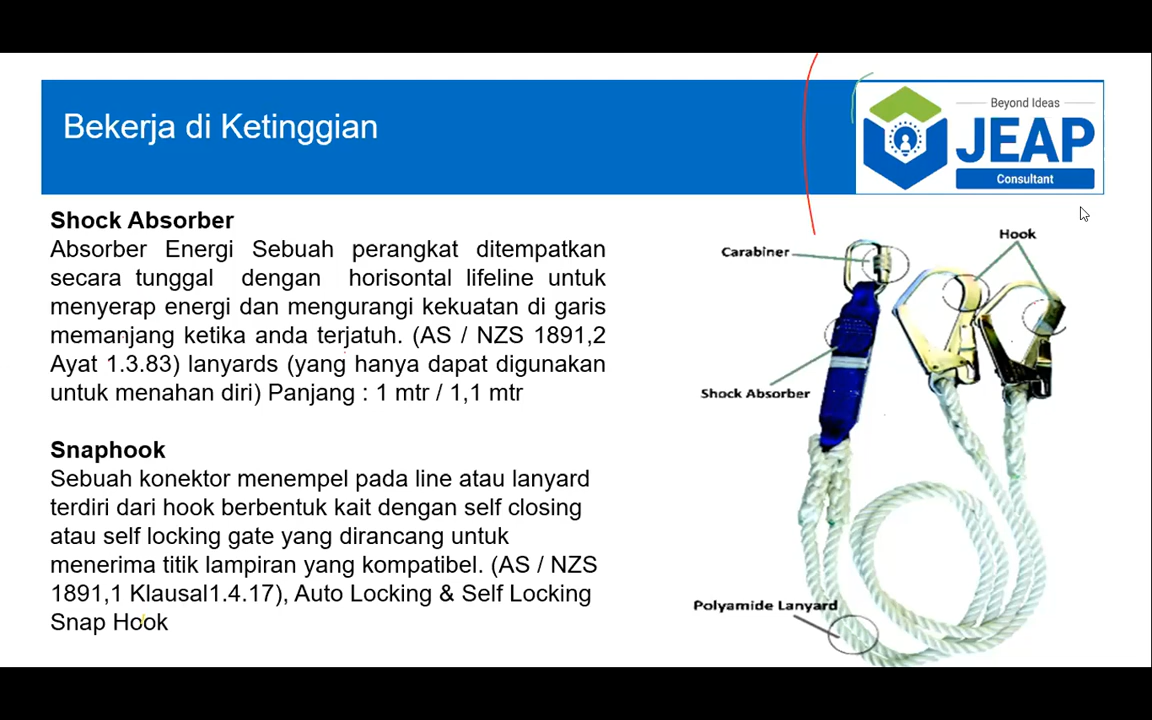 Bekerja di Ketinggian
Beyond Ideas
JEAP
Consultant
Shock Absorber
Absorber Energi Sebuah perangkat ditempatkan
secara tunggal dengan horisontal lifeline untuk
menyerap energi dan mengurangi kekuatan di garis
memanjang ketika anda terjatuh. (AS / NZS 1891,2
Ayat 1.3.83) lanyards (yang hanya dapat digunakan
untuk menahan diri) Panjang : 1 mtr / 1,1 mtr
Snaphook
Sebuah konektor menempel pada line atau lanyard
terdiri dari hook berbentuk kait dengan self closing
atau self locking gate yang dirancang untuk
menerima titik lampiran yang kompatibel. (AS / NZS
1891,1 Klausal1.4.17), Auto Locking & Self Locking
Snap Hook
Hook
Carabiner
Shock Absorber
Polyamide Lanyard